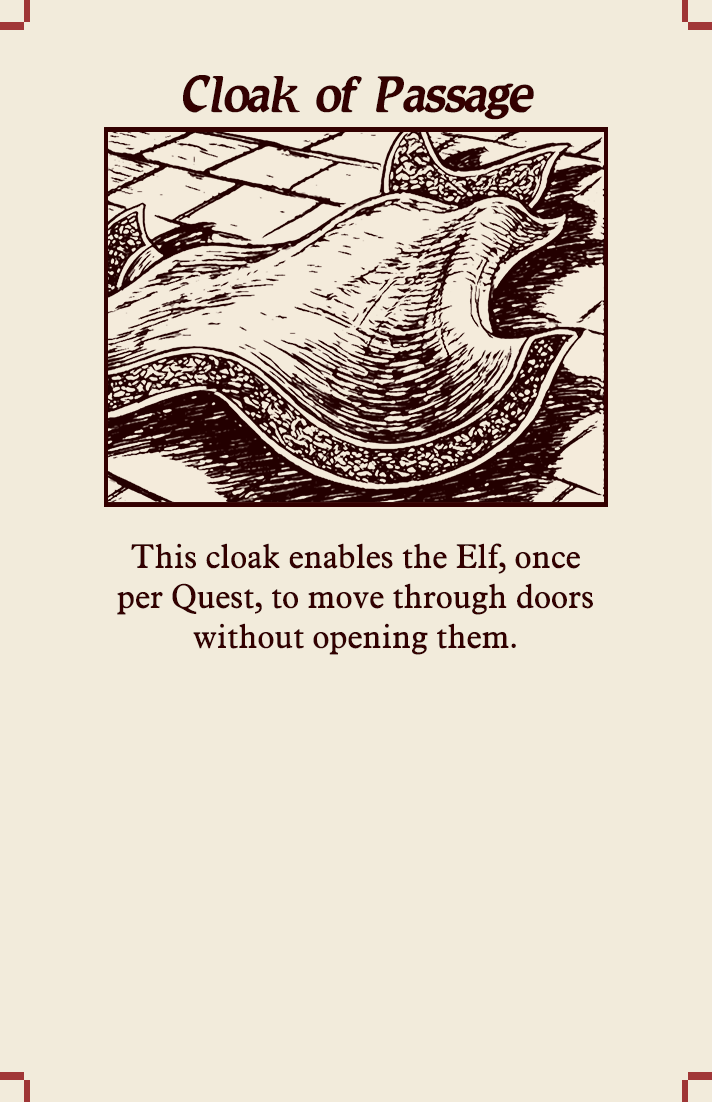 Cloak of Passage
This cloak enables the Elf, once
per Quest, to move through doors
without opening them.